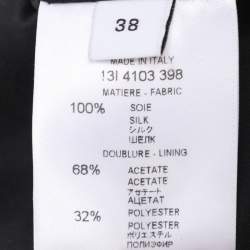 38
MADE IN ITALY
13I 4103 398
MATIERE - FABRIC
100% SOIE
SILK
シルク
ШЕЛК
DOUBLURE - LINING
68% ACETATE
ACETATE
アセテート
АЦЕТАТ
32% POLYESTER
POLYESTER
ポリエステル
ПОЛИЭФИР